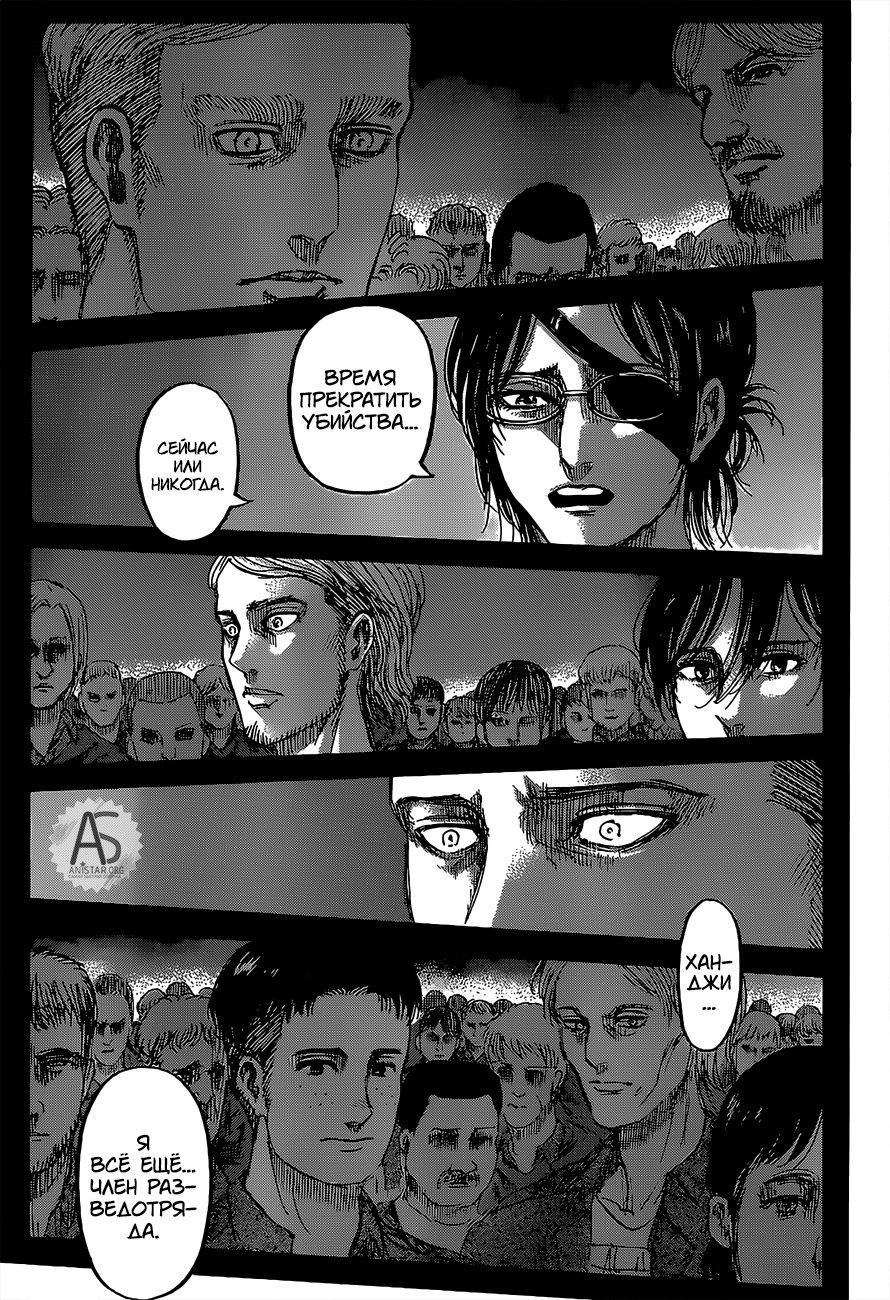 ВРЕМЯ
ПРЕКРАТИТЬ
УБИЙСТВА...
СЕЙЧАС
ИЛИ
НИКОГДА.
AS
ANISTAR.ORG
ХАН-
ДЖИ
...
Я
ВСЁ ЕЩЁ...
ЧЛЕН РАЗ-
ВЕДОТРЯ-
ДА.